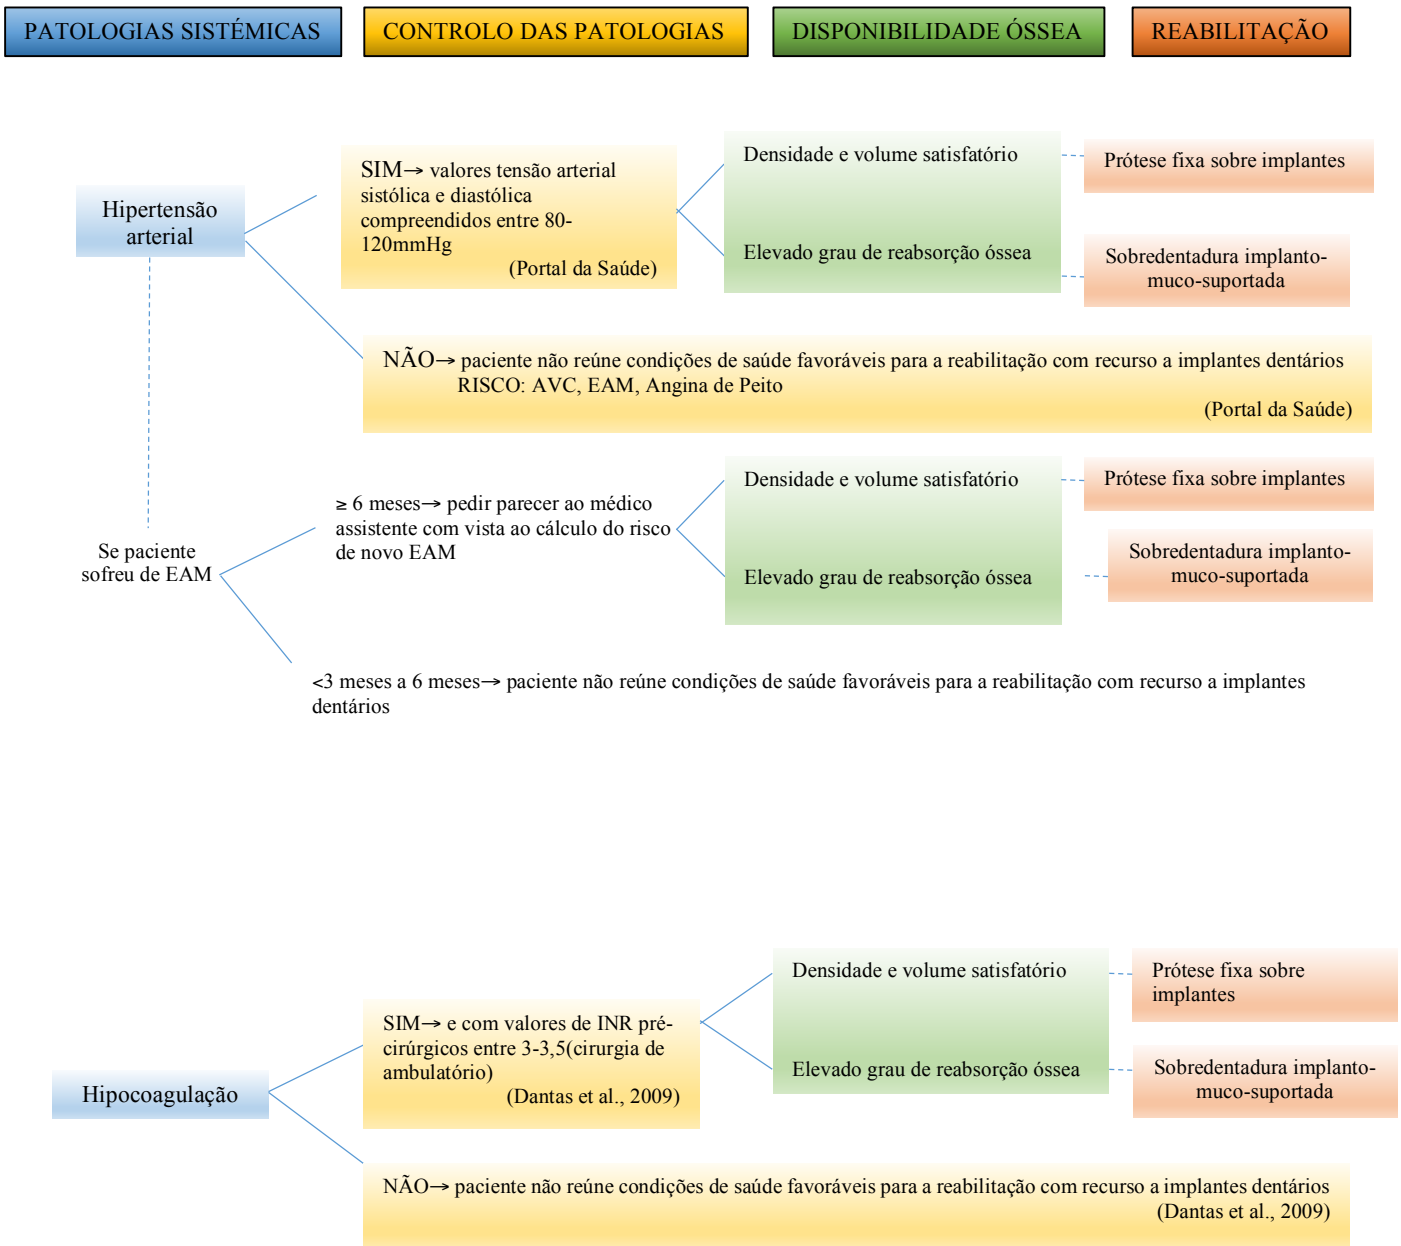 PATOLOGIAS SISTÉMICAS
CONTROLO DAS PATOLOGIAS
DISPONIBILIDADE ÓSSEA
REABILITAÇÃO
Hipertensão
arterial
SIM→ valores tensão arterial
sistólica e diastólica
compreendidos entre 80-
120mmHg
(Portal da Saúde)
Densidade e volume satisfatório
Elevado grau de reabsorção óssea
Prótese fixa sobre implantes
Sobredentadura implanto-
muco-suportada
NÃO→ paciente não reúne condições de saúde favoráveis para a reabilitação com recurso a implantes dentários
RISCO: AVC, EAM, Angina de Peito
(Portal da Saúde)
Se paciente
sofreu de EAM
≥ 6 meses→ pedir parecer ao médico
assistente com vista ao cálculo do risco
de novo EAM
Densidade e volume satisfatório
Elevado grau de reabsorção óssea
Prótese fixa sobre implantes
Sobredentadura implanto-
muco-suportada
<3 meses a 6 meses→ paciente não reúne condições de saúde favoráveis para a reabilitação com recurso a implantes
dentários
Hipocoagulação
SIM→ e com valores de INR pré-
cirúrgicos entre 3-3,5(cirurgia de
ambulatório)
(Dantas et al., 2009)
Densidade e volume satisfatório
Elevado grau de reabsorção óssea
Prótese fixa sobre
implantes
Sobredentadura implanto-
muco-suportada
NÃO→ paciente não reúne condições de saúde favoráveis para a reabilitação com recurso a implantes dentários
(Dantas et al., 2009)